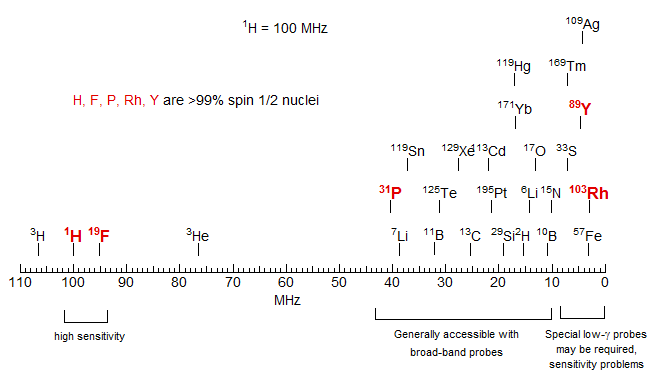 ¹H = 100 MHz
¹⁰⁹Ag
¹¹⁹Hg ¹⁶⁹Tm
H, F, P, Rh, Y are >99% spin 1/2 nuclei
¹⁷¹Yb ⁸⁹Y
¹¹⁹Sn ¹²⁹Xe ¹¹³Cd ¹⁷O ³³S
³¹P ¹²⁵Te ¹⁹⁵Pt ⁶Li ¹⁵N ¹⁰³Rh
³H ¹H ¹⁹F ³He ⁷Li ¹¹B ¹³C ²⁹Si ²H ¹⁰B ⁵⁷Fe
110 100 90 80 70 60 50 40 30 20 10 0
MHz
high sensitivity
Generally accessible with
broad-band probes
Special low-γ probes
may be required,
sensitivity problems